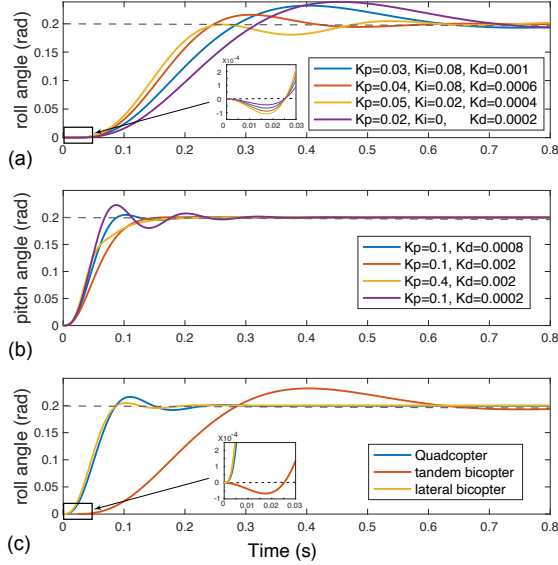 roll angle (rad)
0.2
0.15
0.1
0.05
0
X10⁻⁴
2
1
0
-1
0
0.01
0.02
0.03
Kp=0.03, Ki=0.08, Kd=0.001
Kp=0.04, Ki=0.08, Kd=0.0006
Kp=0.05, Ki=0.02, Kd=0.0004
Kp=0.02, Ki=0, Kd=0.0002
0 0.1 0.2 0.3 0.4 0.5 0.6 0.7 0.8
(a)
pitch angle (rad)
0.2
0.15
0.1
0.05
0
Kp=0.1, Kd=0.0008
Kp=0.1, Kd=0.002
Kp=0.4, Kd=0.002
Kp=0.1, Kd=0.0002
0 0.1 0.2 0.3 0.4 0.5 0.6 0.7 0.8
(b)
roll angle (rad)
0.2
0.15
0.1
0.05
0
X10⁻⁴
2
1
0
-1
0 0.01 0.02 0.03
Quadcopter
tandem bicopter
lateral bicopter
0 0.1 0.2 0.3 0.4 0.5 0.6 0.7 0.8
(c)
Time (s)